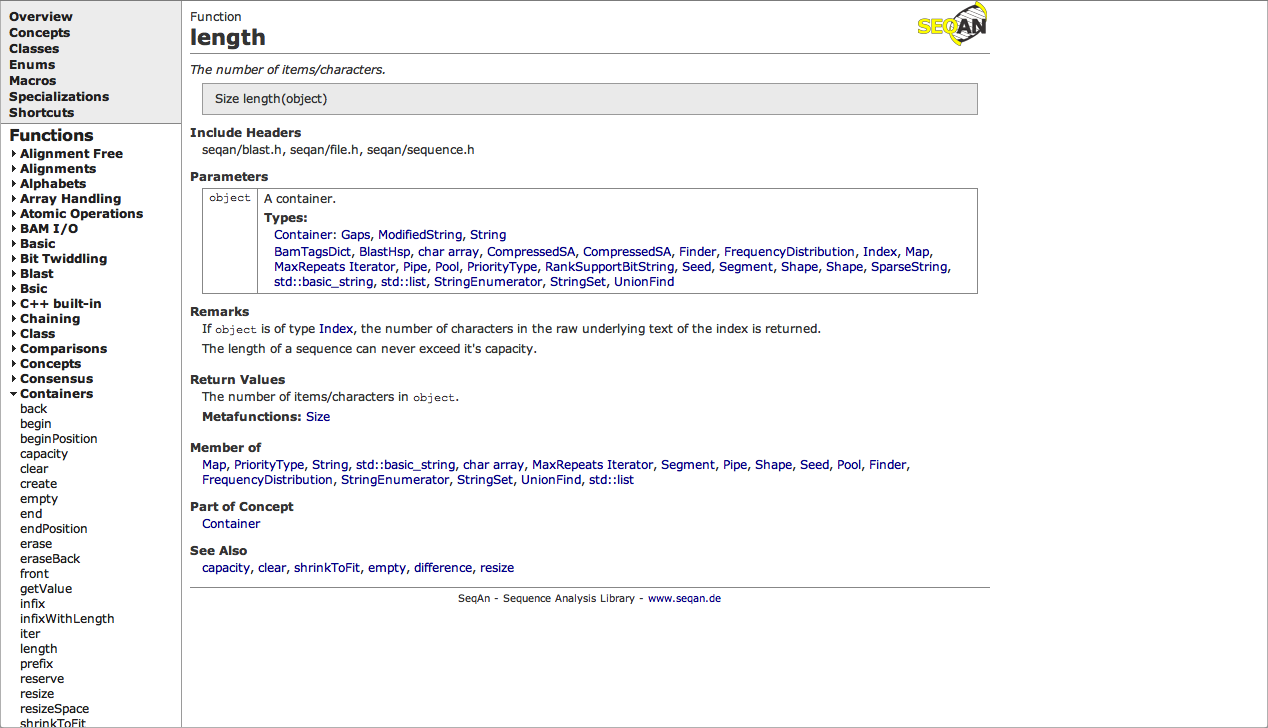 Overview
Concepts
Classes
Enums
Macros
Specializations
Shortcuts
Functions
Alignment Free
Alignments
Alphabets
Array Handling
Atomic Operations
BAM I/O
Basic
Bit Twiddling
Blast
Bsic
C++ built-in
Chaining
Class
Comparisons
Concepts
Consensus
Containers
back
begin
beginPosition
capacity
clear
create
empty
end
endPosition
erase
eraseBack
front
getValue
infix
infixWithLength
iter
length
prefix
reserve
resize
resizeSpace
shrinkToFit
Function
length
SEQAN
The number of items/characters.
Size length(object)
Include Headers
seqan/blast.h, seqan/file.h, seqan/sequence.h
Parameters
object
A container.
Types:
Container: Gaps, ModifiedString, String
BamTagsDict, BlastHsp, char array, CompressedSA, CompressedSA, Finder, FrequencyDistribution, Index, Map,
MaxRepeats Iterator, Pipe, Pool, PriorityType, RankSupportBitString, Seed, Segment, Shape, Shape, SparseString,
std::basic_string, std::list, StringEnumerator, StringSet, UnionFind
Remarks
If object is of type Index, the number of characters in the raw underlying text of the index is returned.
The length of a sequence can never exceed it's capacity.
Return Values
The number of items/characters in object.
Metafunctions: Size
Member of
Map, PriorityType, String, std::basic_string, char array, MaxRepeats Iterator, Segment, Pipe, Shape, Seed, Pool, Finder,
FrequencyDistribution, StringEnumerator, StringSet, UnionFind, std::list
Part of Concept
Container
See Also
capacity, clear, shrinkToFit, empty, difference, resize
SeqAn - Sequence Analysis Library - www.seqan.de